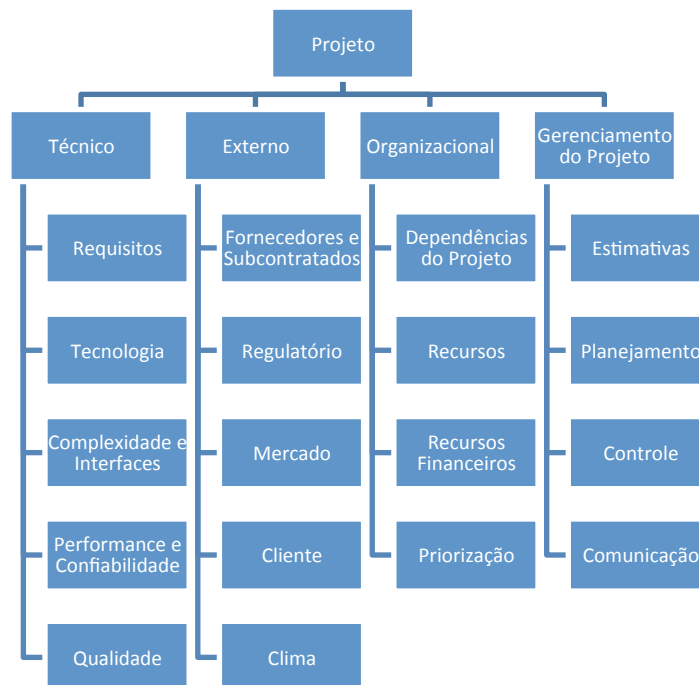 Projeto
Técnico
Externo
Organizacional
Gerenciamento
do Projeto
Requisitos
Tecnologia
Complexidade e
Interfaces
Performance e
Confiabilidade
Qualidade
Fornecedores e
Subcontratados
Regulatório
Mercado
Cliente
Clima
Dependências
do Projeto
Recursos
Recursos
Financeiros
Priorização
Estimativas
Planejamento
Controle
Comunicação